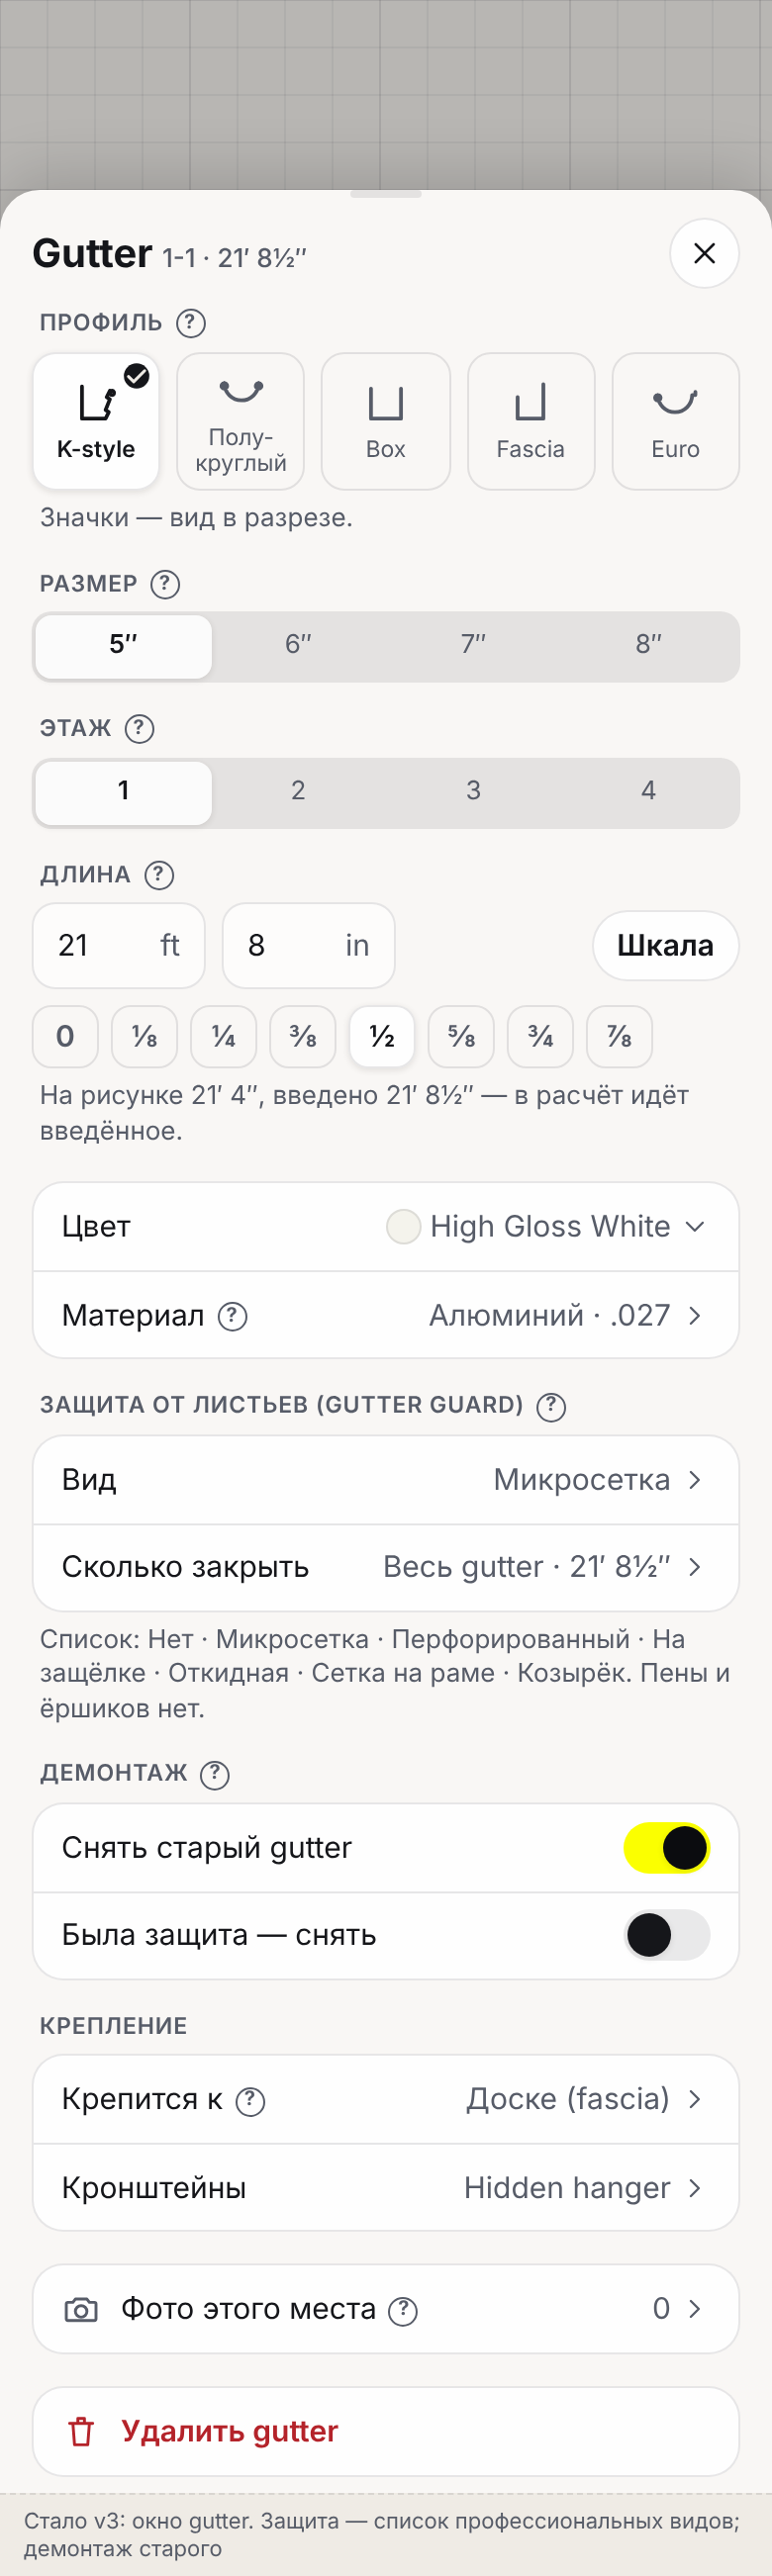 Gutter 1-1 · 21′ 8½″
ПРОФИЛЬ ?
K-style
Полу-
круглый
Box
Fascia
Euro
Значки — вид в разрезе.
РАЗМЕР ?
5″ 6″ 7″ 8″
ЭТАЖ ?
1 2 3 4
ДЛИНА ?
21 ft 8 in Шкала
0 ⅛ ¼ ⅜ ½ ⅝ ¾ ⅞
На рисунке 21′ 4″, введено 21′ 8½″ — в расчёт идёт
введённое.
Цвет High Gloss White
Материал ? Алюминий · .027
ЗАЩИТА ОТ ЛИСТЬЕВ (GUTTER GUARD) ?
Вид Микросетка
Сколько закрыть Весь gutter · 21′ 8½″
Список: Нет · Микросетка · Перфорированный · На
защёлке · Откидная · Сетка на раме · Козырёк. Пены и
ёршиков нет.
ДЕМОНТАЖ ?
Снять старый gutter
Была защита — снять
КРЕПЛЕНИЕ
Крепится к ? Доске (fascia)
Кронштейны Hidden hanger
Фото этого места ? 0
Удалить gutter
Стало v3: окно gutter. Защита — список профессиональных видов;
демонтаж старого